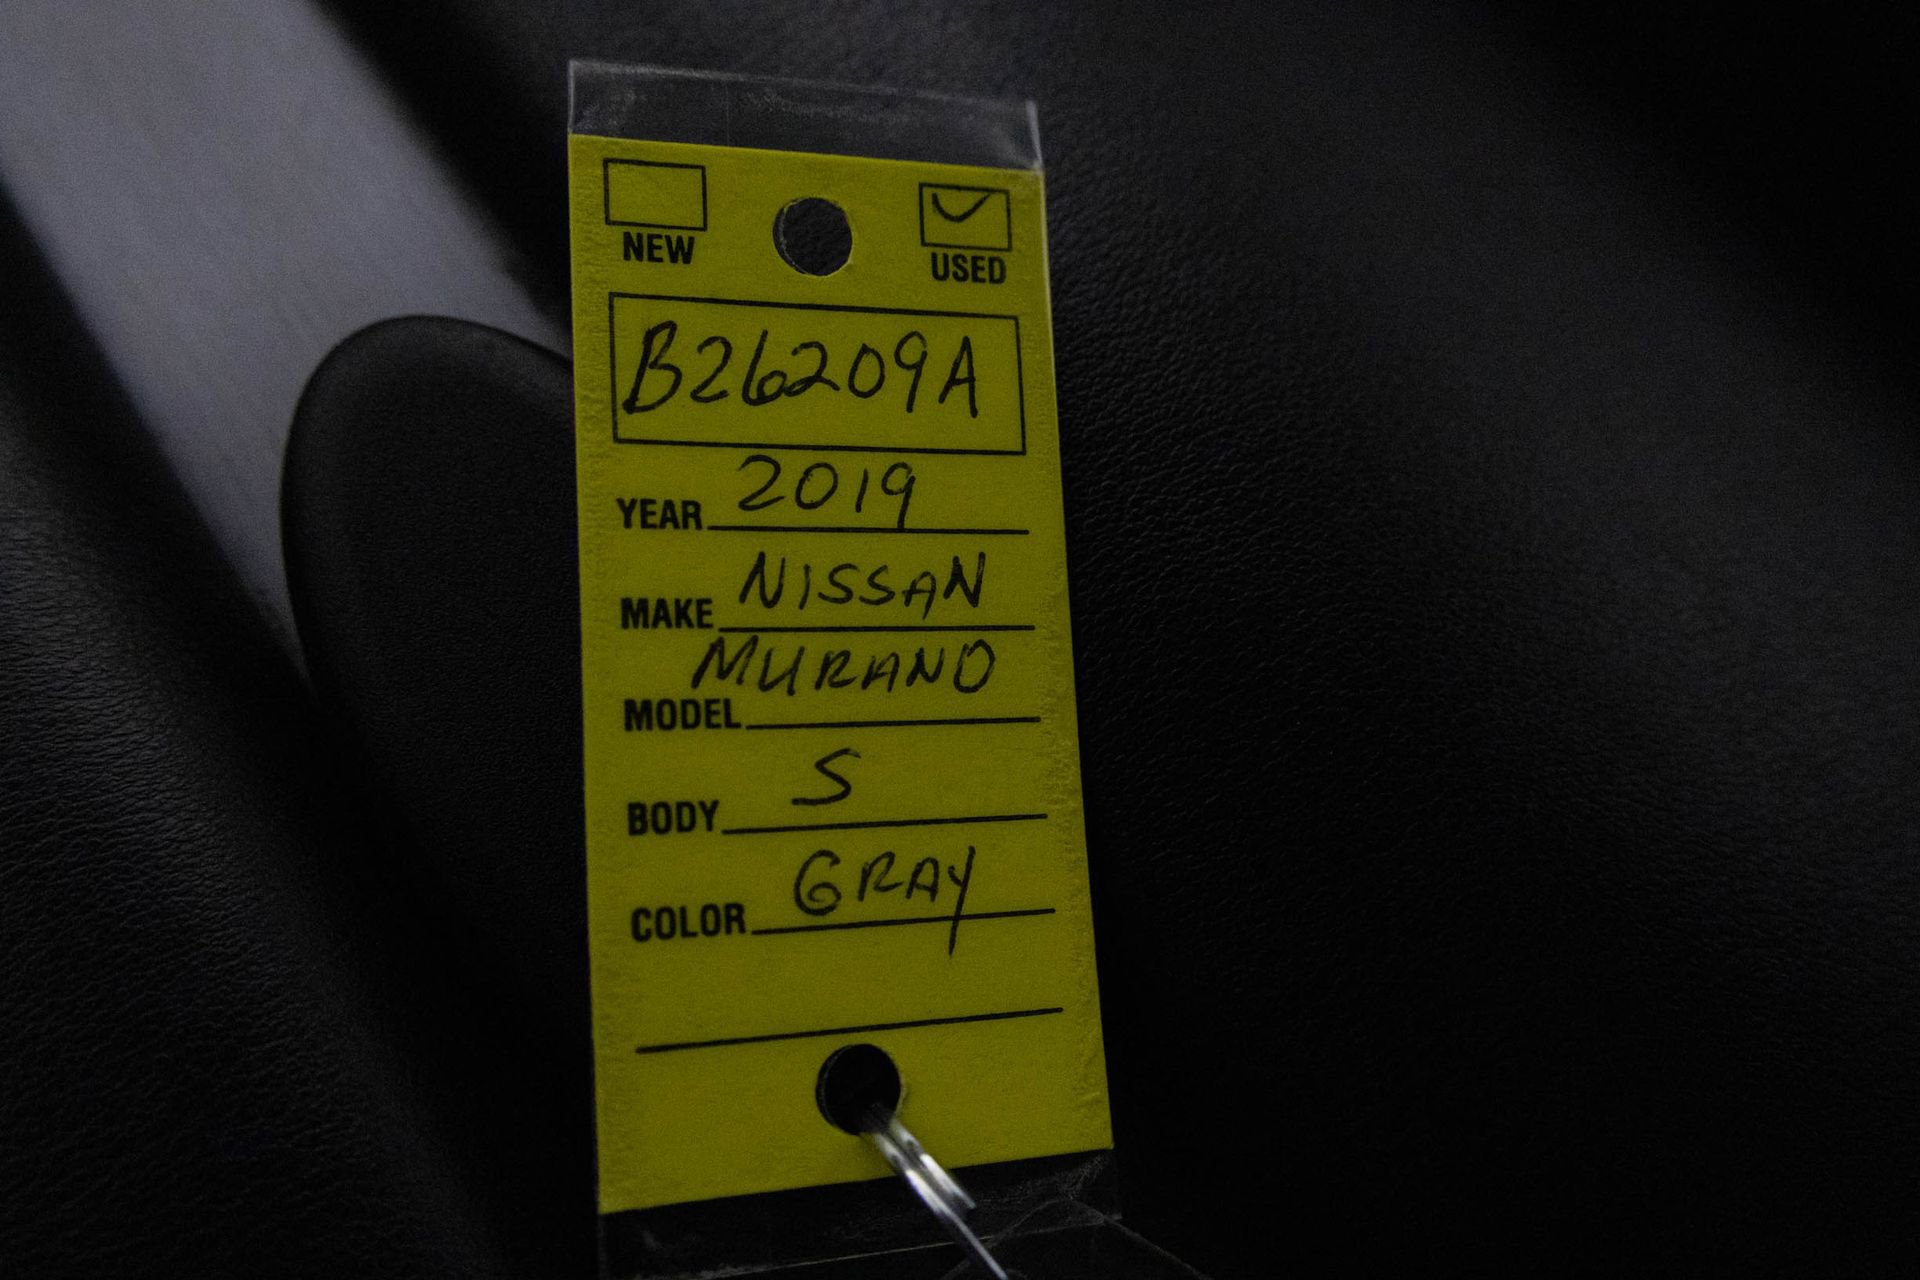 NEW USED
B26209A
YEAR 2019
MAKE NISSAN
MODEL MURANO
BODY S
COLOR GRAY